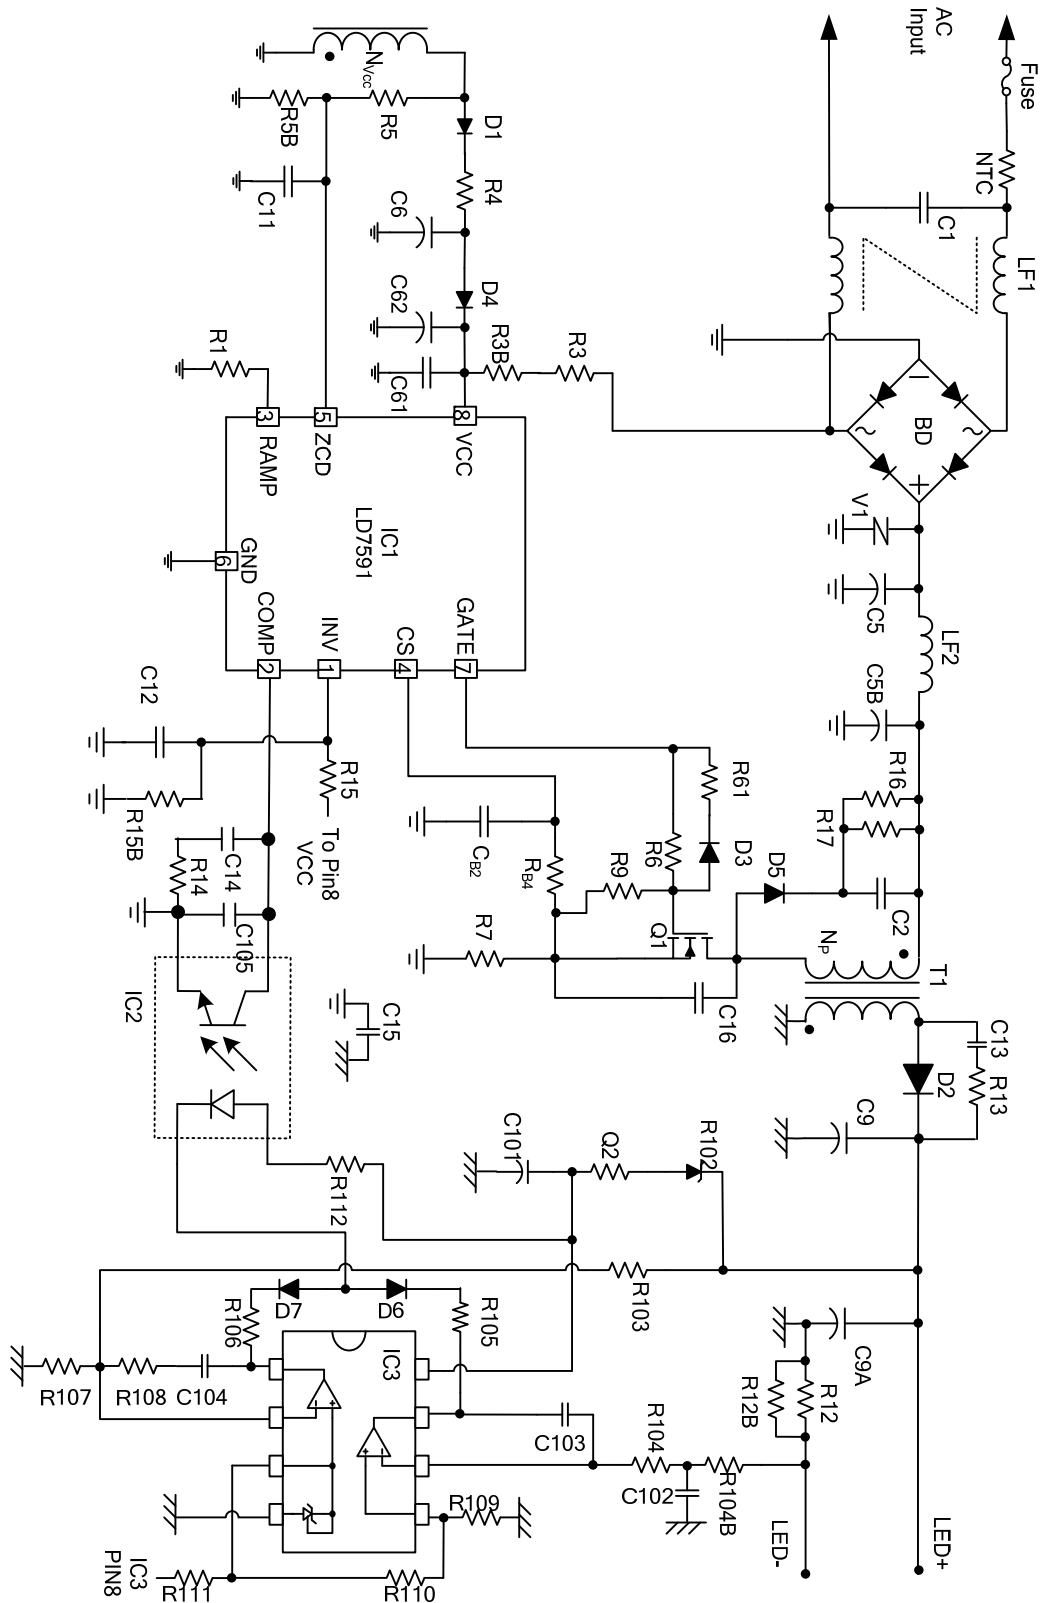 AC
Input
Fuse
NTC
C1
LF1
BD
V1
C5
LF2
C5B
R16
R17
C2
D5
N_P
T1
C13
R13
D2
C9
C9A
R12
R12B
LED+
LED-
N_Vcc
D1
R4
R5
R5B
C11
C6
D4
C62
C61
R3B
R3
R1
3
RAMP
5
ZCD
8
VCC
IC1
LD7591
6
GND
COMP
2
INV
1
CS
4
GATE
7
C12
R15B
R15
To Pin8
VCC
R14
C14
C105
C_B2
R_B4
R9
R6
R61
D3
R7
Q1
C16
IC2
C15
C101
Q2
R102
R112
R103
D7
D6
R106
R105
IC3
R107
R108
C104
C103
R104
C102
R104B
R109
IC3
PIN8
R111
R110